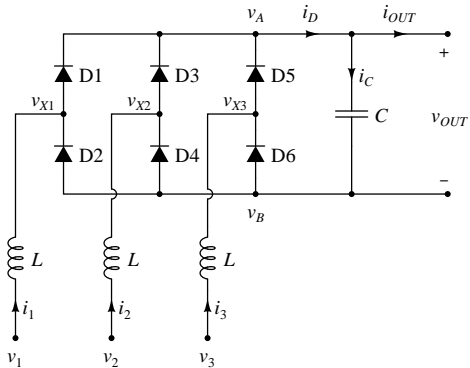 v_A i_D i_OUT
D1 D3 D5
+
v_X1 v_X2 v_X3 i_C
C v_OUT
D2 D4 D6
−
v_B
L L L
i_1 i_2 i_3
v_1 v_2 v_3